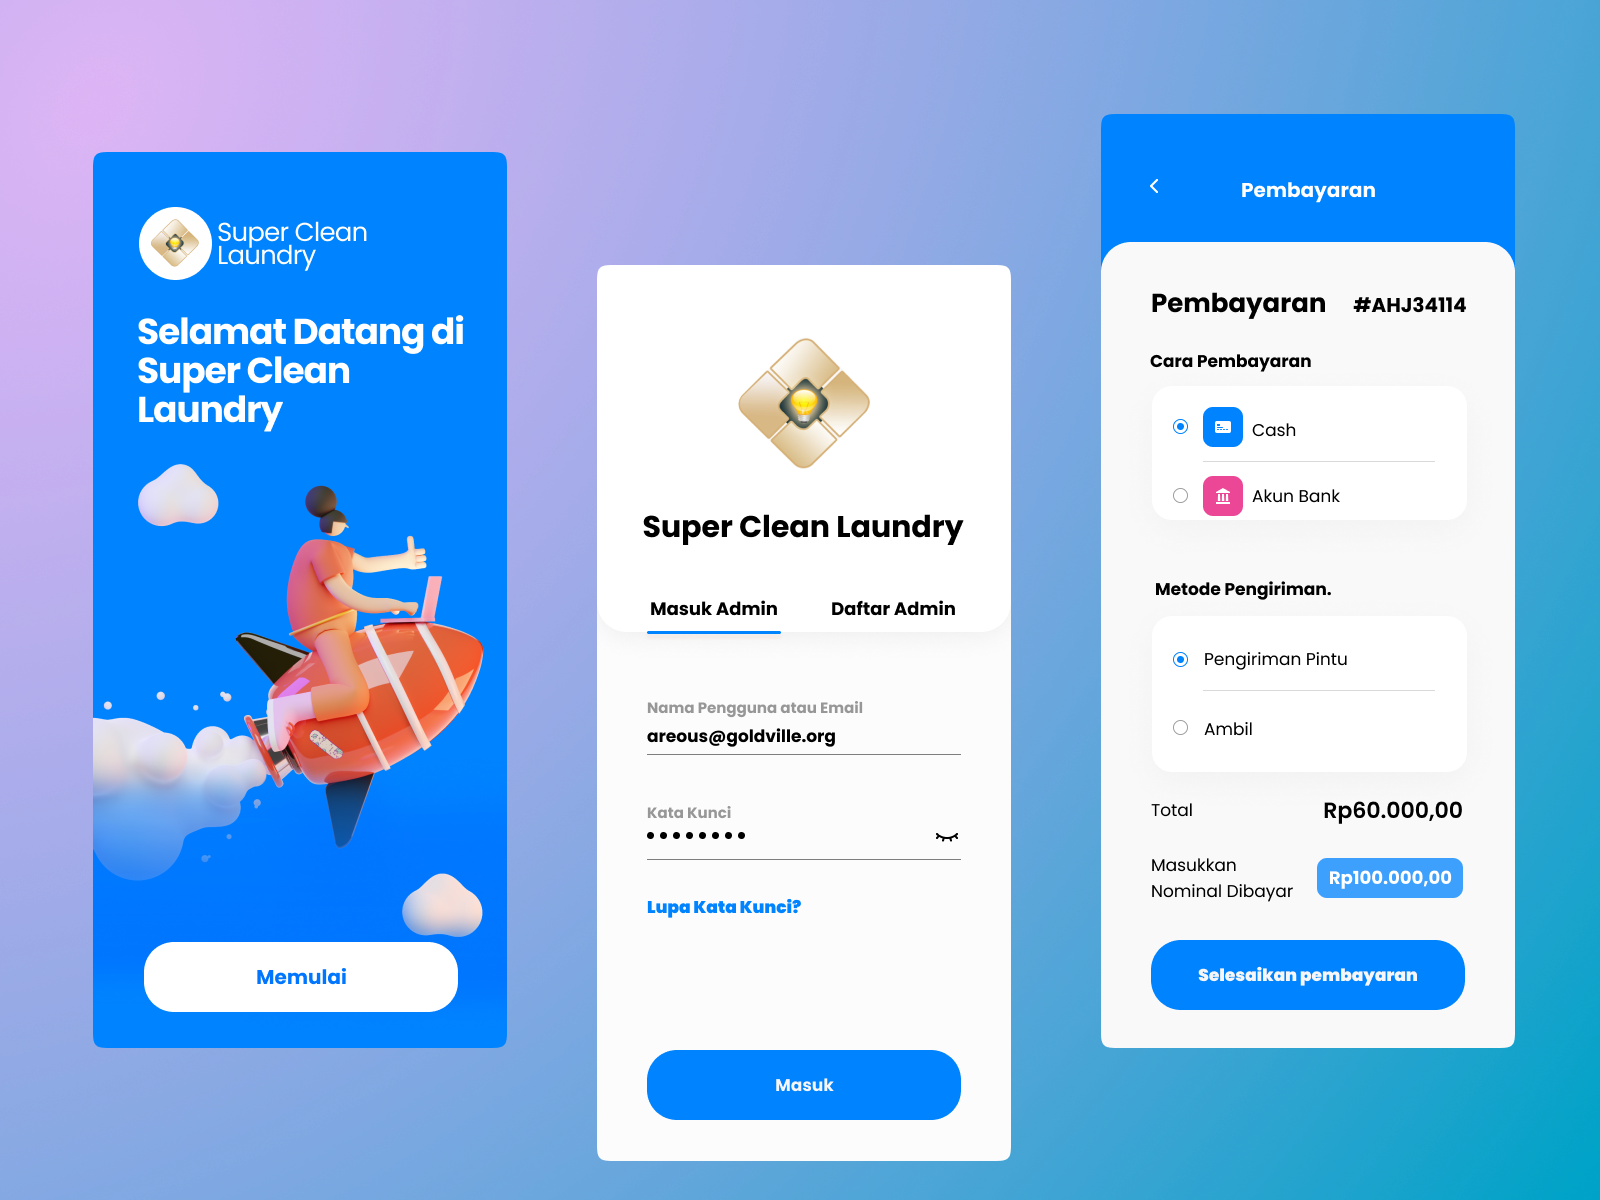 Super Clean
Laundry
Selamat Datang di
Super Clean
Laundry
Memulai
Super Clean Laundry
Masuk Admin
Daftar Admin
Nama Pengguna atau Email
areous@goldville.org
Kata Kunci
Lupa Kata Kunci?
Masuk
Pembayaran
Pembayaran #AHJ34114
Cara Pembayaran
Cash
Akun Bank
Metode Pengiriman.
Pengiriman Pintu
Ambil
Total Rp60.000,00
Masukkan
Nominal Dibayar
Rp100.000,00
Selesaikan pembayaran